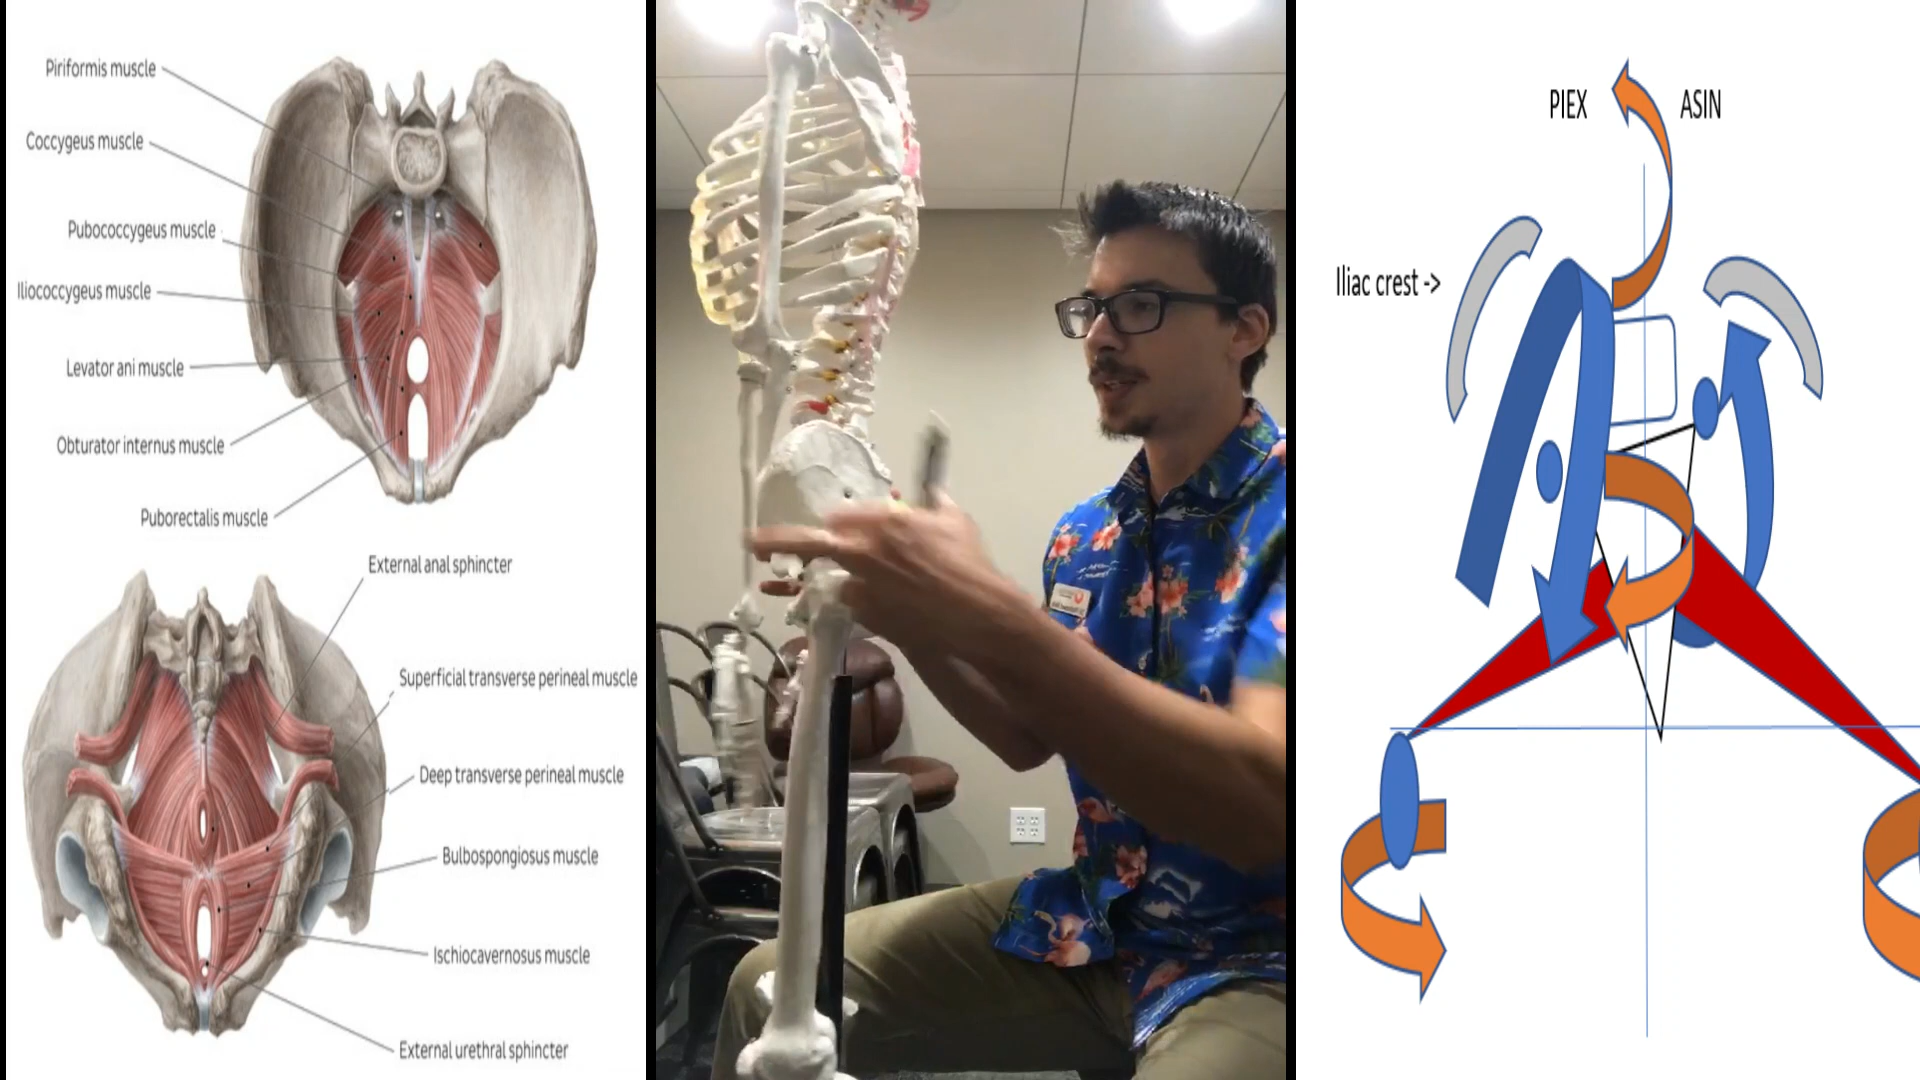 Piriformis muscle
Coccygeus muscle
Pubococcygeus muscle
Iliococcygeus muscle
Levator ani muscle
Obturator internus muscle
Puborectalis muscle
External anal sphincter
Superficial transverse perineal muscle
Deep transverse perineal muscle
Bulbospongiosus muscle
Ischiocavernosus muscle
External urethral sphincter
PIEX
ASIN
Iliac crest ->